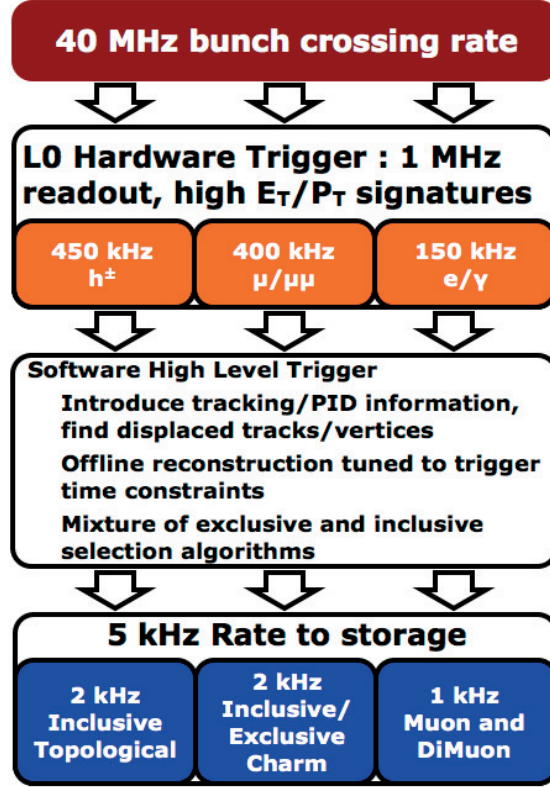 40 MHz bunch crossing rate
L0 Hardware Trigger : 1 MHz
readout, high E_T/P_T signatures
450 kHz
h±
400 kHz
μ/μμ
150 kHz
e/γ
Software High Level Trigger
Introduce tracking/PID information,
find displaced tracks/vertices
Offline reconstruction tuned to trigger
time constraints
Mixture of exclusive and inclusive
selection algorithms
5 kHz Rate to storage
2 kHz
Inclusive
Topological
2 kHz
Inclusive/
Exclusive
Charm
1 kHz
Muon and
DiMuon